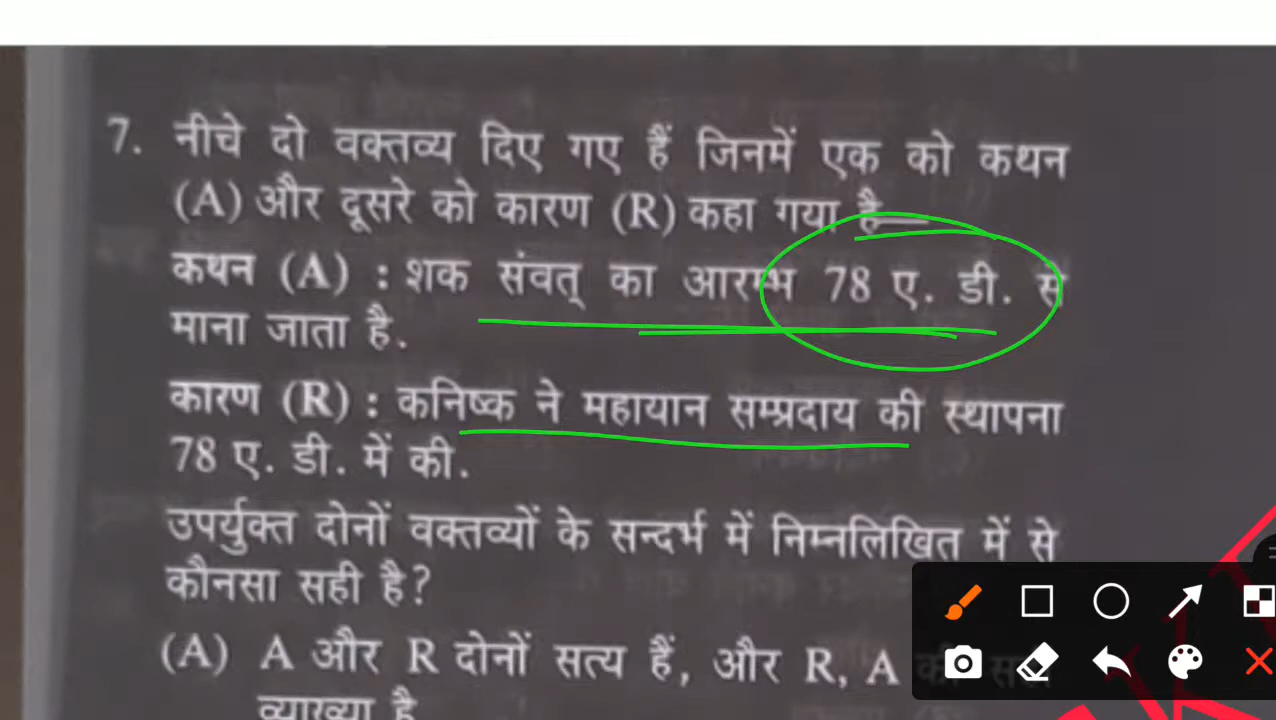 7. नीचे दो वक्तव्य दिए गए हैं जिनमें एक को कथन
(A) और दूसरे को कारण (R) कहा गया है—
कथन (A) : शक संवत् का आरम्भ 78 ए. डी. से
माना जाता है.
कारण (R) : कनिष्क ने महायान सम्प्रदाय की स्थापना
78 ए. डी. में की.
उपर्युक्त दोनों वक्तव्यों के सन्दर्भ में निम्नलिखित में से
कौनसा सही है?
(A) A और R दोनों सत्य हैं, और R, A
व्याख्या है